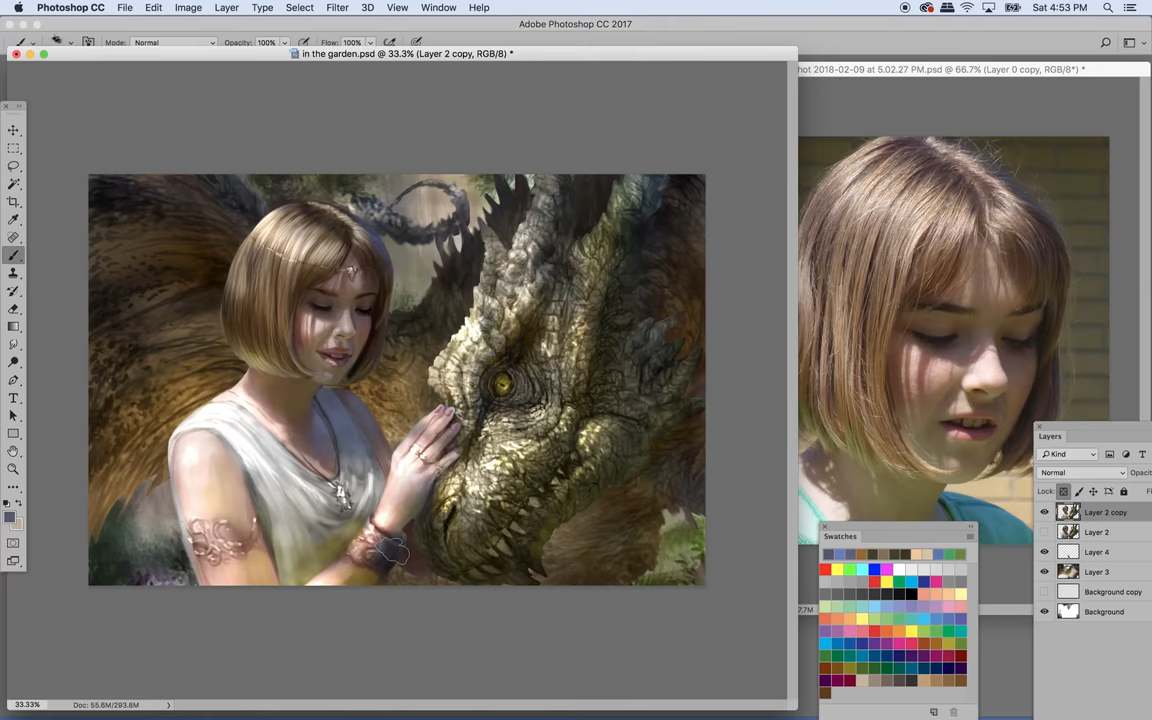 Photoshop CC File Edit Image Layer Type Select Filter 3D View Window Help Sat 4:53 PM
Adobe Photoshop CC 2017
Mode: Normal Opacity: 100% Flow: 100%
in the garden.psd @ 33.3% (Layer 2 copy, RGB/8) *
hot 2018-02-09 at 5.02.27 PM.psd @ 66.7% (Layer 0 copy, RGB/8*) *
Layers
Kind
Normal Opacit
Lock: Fi
Layer 2 copy
Layer 2
Layer 4
Layer 3
Background copy
Background
Swatches
7.7M
33.33% Doc: 55.6M/293.8M